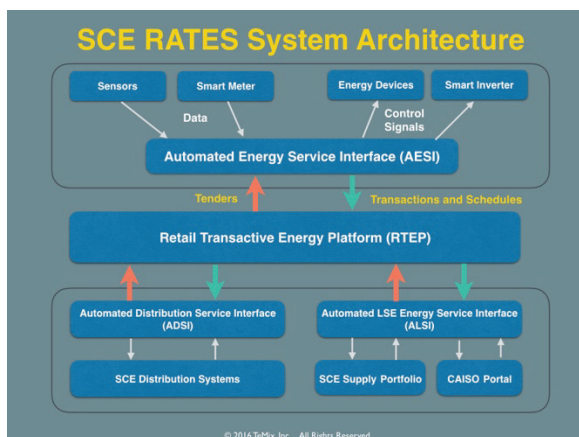 SCE RATES System Architecture
Sensors
Smart Meter
Energy Devices
Smart Inverter
Data
Control
Signals
Automated Energy Service Interface (AESI)
Tenders
Transactions and Schedules
Retail Transactive Energy Platform (RTEP)
Automated Distribution Service Interface
(ADSI)
Automated LSE Energy Service Interface
(ALSI)
SCE Distribution Systems
SCE Supply Portfolio
CAISO Portal
© 2016 TeMix Inc. All Rights Reserved